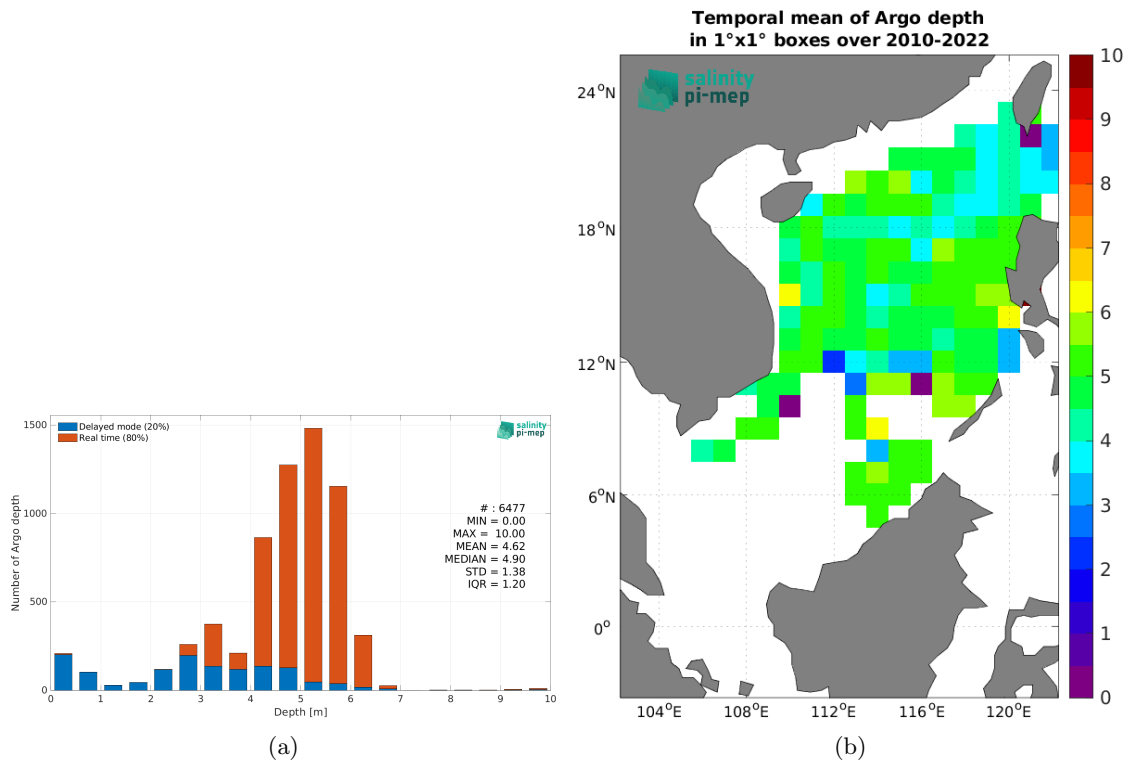 Temporal mean of Argo depth
in 1°x1° boxes over 2010-2022
salinity
pi-mep
24°N
18°N
12°N
6°N
0°
104°E
108°E
112°E
116°E
120°E
10
9
8
7
6
5
4
3
2
1
0
Delayed mode (20%)
Real time (80%)
salinity
pi-mep
# : 6477
MIN = 0.00
MAX = 10.00
MEAN = 4.62
MEDIAN = 4.90
STD = 1.38
IQR = 1.20
Number of Argo depth
1500
1000
500
0
0 1 2 3 4 5 6 7 8 9 10
Depth [m]
(a)
(b)